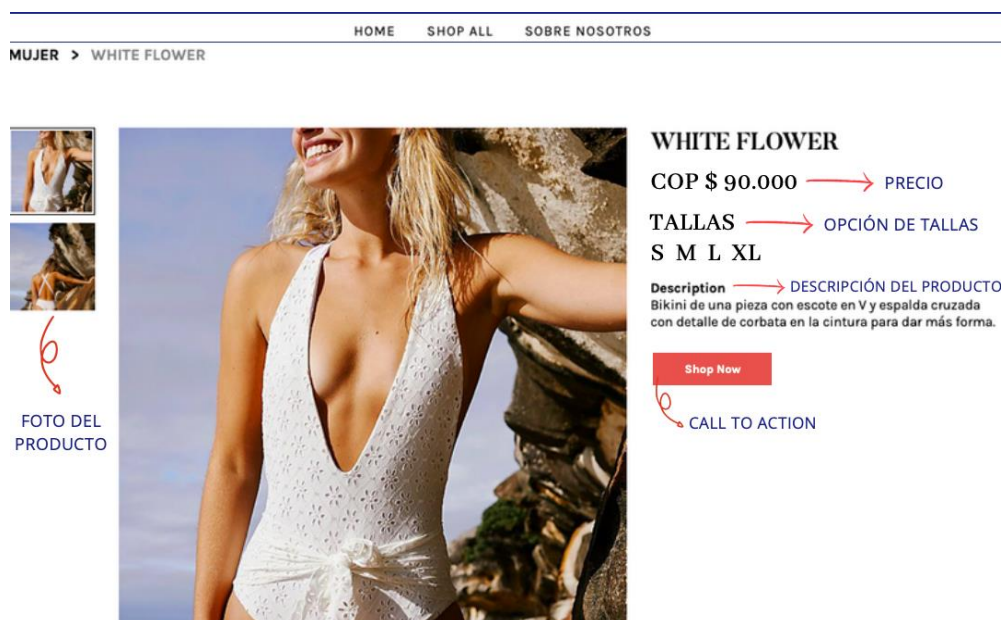 HOME SHOP ALL SOBRE NOSOTROS
MUJER > WHITE FLOWER
WHITE FLOWER
COP $ 90.000 PRECIO
TALLAS OPCIÓN DE TALLAS
S M L XL
Description DESCRIPCIÓN DEL PRODUCTO
Bikini de una pieza con escote en V y espalda cruzada
con detalle de corbata en la cintura para dar más forma.
Shop Now
CALL TO ACTION
FOTO DEL
PRODUCTO